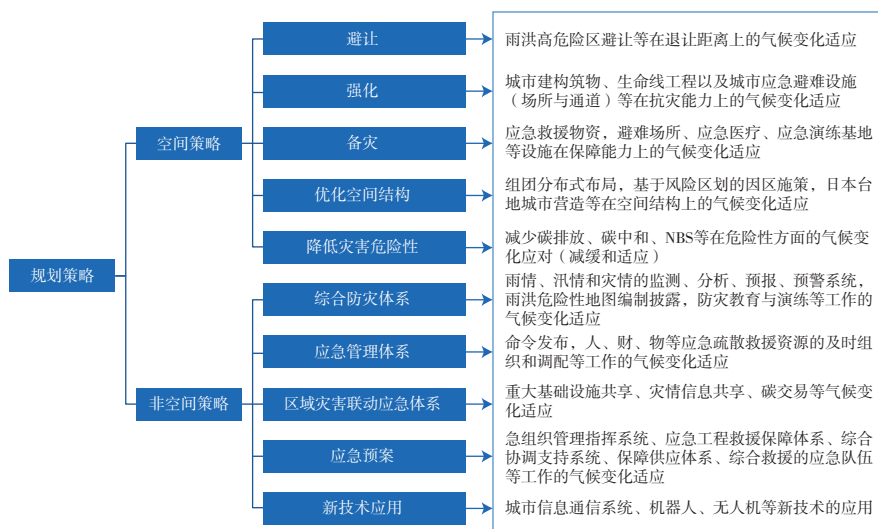 避让
雨洪高危险区避让等在退让距离上的气候变化适应
强化
城市建构筑物、生命线工程以及城市应急避难设施
（场所与通道）等在抗灾能力上的气候变化适应
空间策略
备灾
应急救援物资，避难场所、应急医疗、应急演练基地
等设施在保障能力上的气候变化适应
优化空间结构
组团分布式布局，基于风险区划的因区施策，日本台
地城市营造等在空间结构上的气候变化适应
降低灾害危险性
减少碳排放、碳中和、NBS等在危险性方面的气候变
化应对（减缓和适应）
规划策略
综合防灾体系
雨情、汛情和灾情的监测、分析、预报、预警系统，
雨洪危险性地图编制披露，防灾教育与演练等工作的
气候变化适应
应急管理体系
命令发布，人、财、物等应急疏散救援资源的及时组
织和调配等工作的气候变化适应
非空间策略
区域灾害联动应急体系
重大基础设施共享、灾情信息共享、碳交易等气候变
化适应
应急预案
急组织管理指挥系统、应急工程救援保障体系、综合
协调支持系统、保障供应体系、综合救援的应急队伍
等工作的气候变化适应
新技术应用
城市信息通信系统、机器人、无人机等新技术的应用